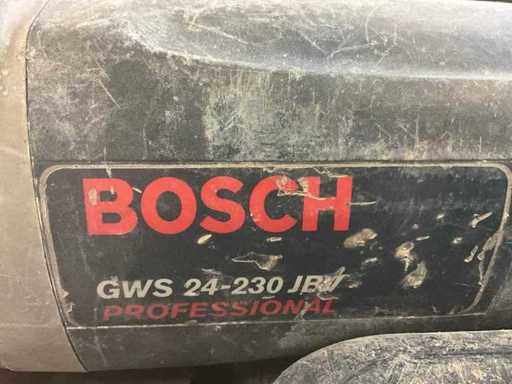 BOSCH
GWS 24-230 JBV
PROFESSIONAL